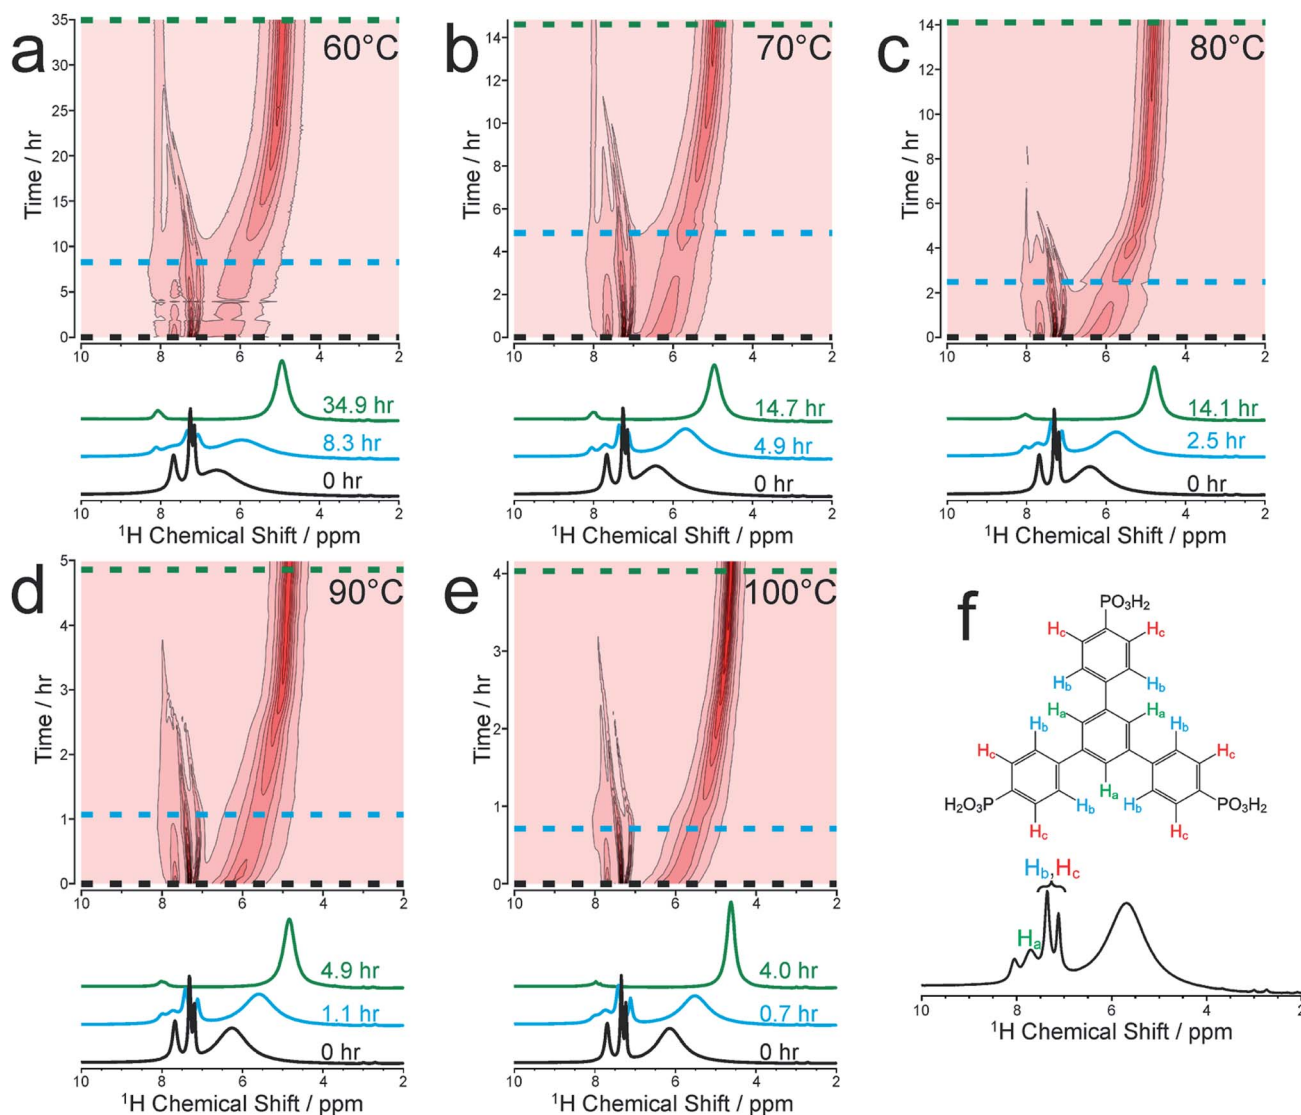 a
60°C
35
30
25
20
15
10
5
0
Time / hr
10 8 6 4 2
34.9 hr
8.3 hr
0 hr
10 8 6 4 2
¹H Chemical Shift / ppm
b
70°C
14
12
10
8
6
4
2
0
Time / hr
10 8 6 4 2
14.7 hr
4.9 hr
0 hr
10 8 6 4 2
¹H Chemical Shift / ppm
c
80°C
14
12
10
8
6
4
2
0
Time / hr
10 8 6 4 2
14.1 hr
2.5 hr
0 hr
10 8 6 4 2
¹H Chemical Shift / ppm
d
90°C
5
4
3
2
1
0
Time / hr
10 8 6 4 2
4.9 hr
1.1 hr
0 hr
10 8 6 4 2
¹H Chemical Shift / ppm
e
100°C
4
3
2
1
0
Time / hr
10 8 6 4 2
4.0 hr
0.7 hr
0 hr
10 8 6 4 2
¹H Chemical Shift / ppm
f
PO₃H₂
Hc Hc
Hb Hb
Ha Ha
Hb Hb
Hc Hc
Ha
H₂O₃P Hb Hb PO₃H₂
Hc Hc
Hb,Hc
Ha
10 8 6 4 2
¹H Chemical Shift / ppm